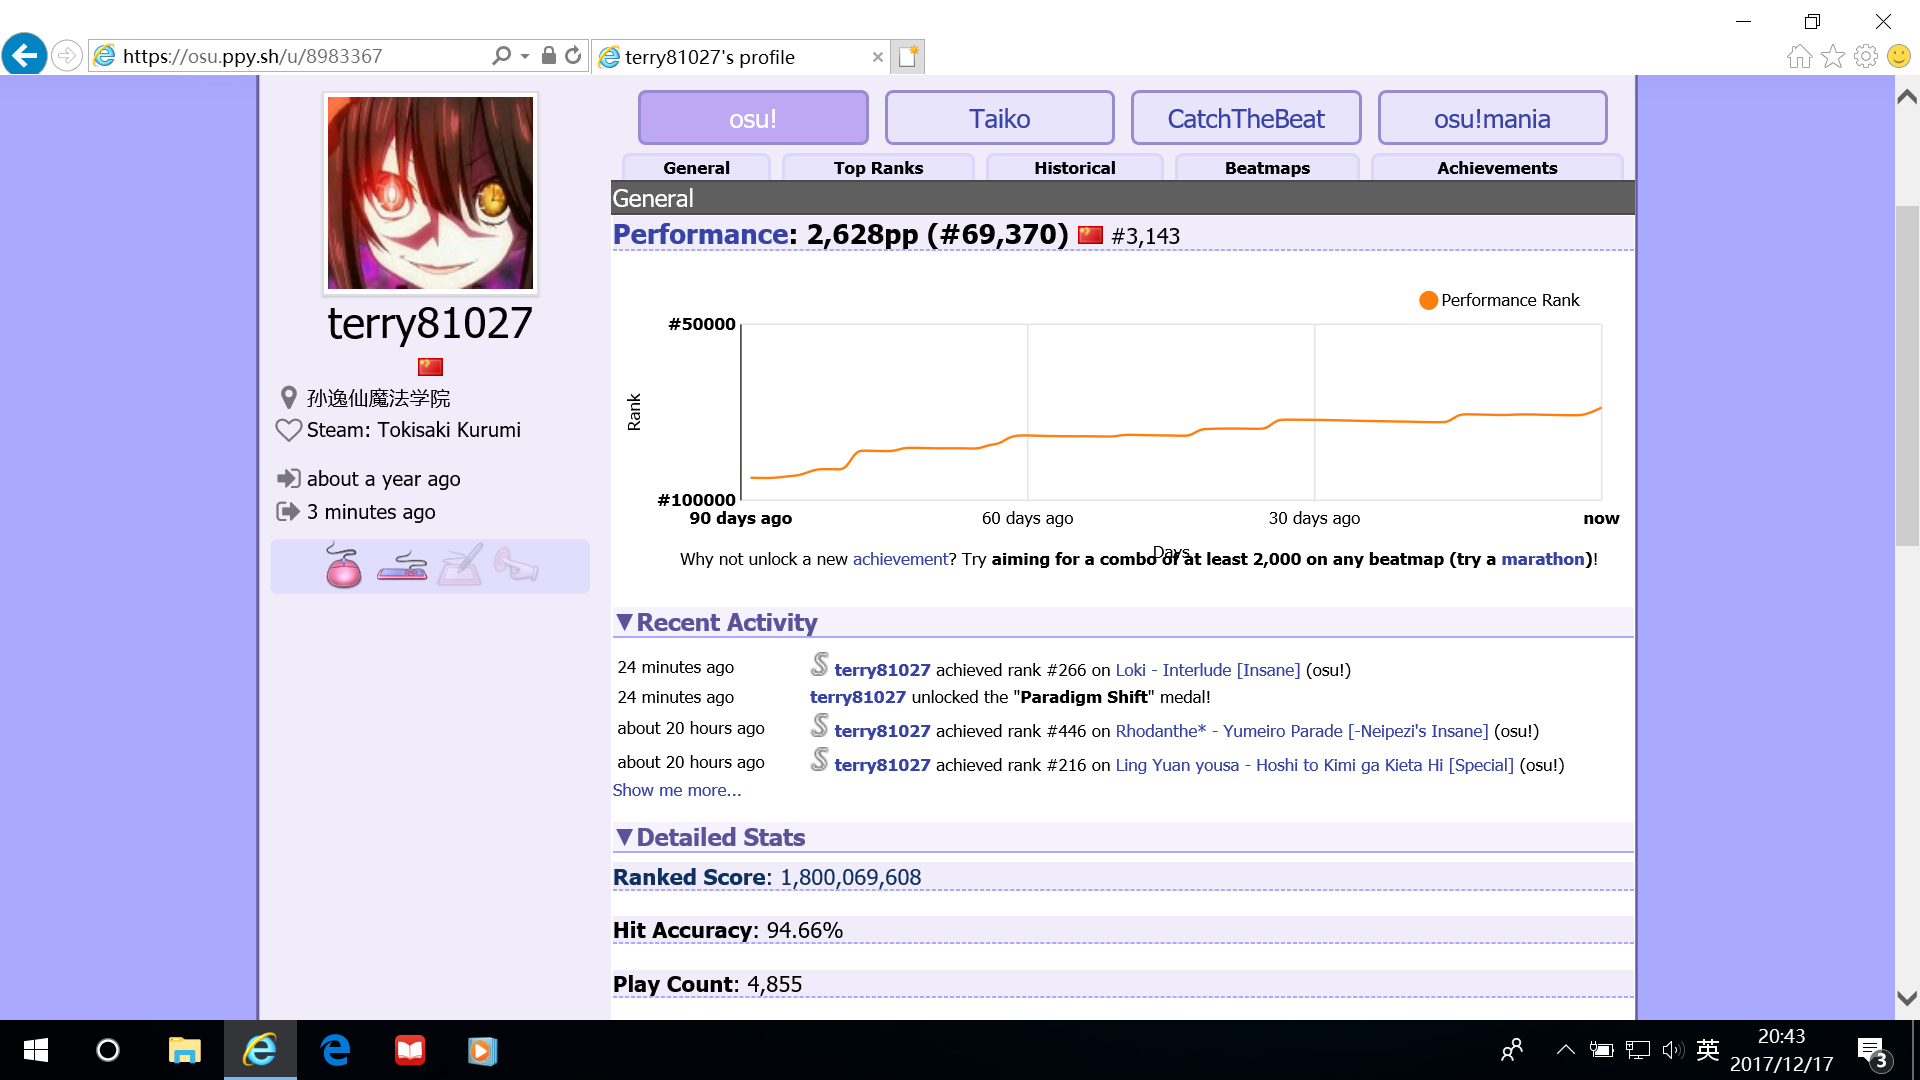 https://osu.ppy.sh/u/8983367
terry81027's profile
osu!
Taiko
CatchTheBeat
osu!mania
General
Top Ranks
Historical
Beatmaps
Achievements
General
Performance: 2,628pp (#69,370) #3,143
terry81027
孙逸仙魔法学院
Steam: Tokisaki Kurumi
about a year ago
3 minutes ago
Performance Rank
#50000
Rank
#100000
90 days ago
60 days ago
30 days ago
now
Days
Why not unlock a new achievement? Try aiming for a combo of at least 2,000 on any beatmap (try a marathon)!
▼Recent Activity
24 minutes ago S terry81027 achieved rank #266 on Loki - Interlude [Insane] (osu!)
24 minutes ago terry81027 unlocked the "Paradigm Shift" medal!
about 20 hours ago S terry81027 achieved rank #446 on Rhodanthe* - Yumeiro Parade [-Neipezi's Insane] (osu!)
about 20 hours ago S terry81027 achieved rank #216 on Ling Yuan yousa - Hoshi to Kimi ga Kieta Hi [Special] (osu!)
Show me more...
▼Detailed Stats
Ranked Score: 1,800,069,608
Hit Accuracy: 94.66%
Play Count: 4,855
英
20:43
2017/12/17
3